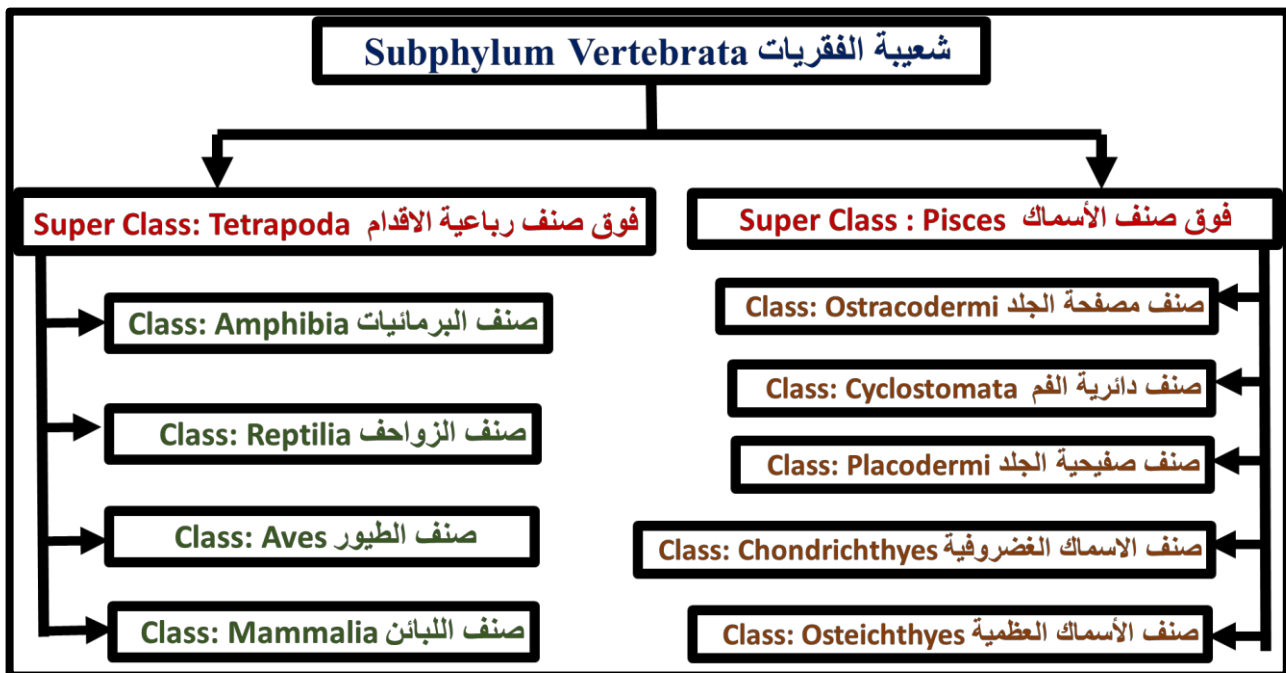 شعيبة الفقريات Subphylum Vertebrata
فوق صنف الأسماك Super Class : Pisces
صنف مصفحة الجلد Class: Ostracodermi
صنف دائرية الفم Class: Cyclostomata
صنف صفيحية الجلد Class: Placodermi
صنف الاسماك الغضروفية Class: Chondrichthyes
صنف الأسماك العظمية Class: Osteichthyes
فوق صنف رباعية الاقدام Super Class: Tetrapoda
صنف البرمائيات Class: Amphibia
صنف الزواحف Class: Reptilia
صنف الطيور Class: Aves
صنف اللبائن Class: Mammalia